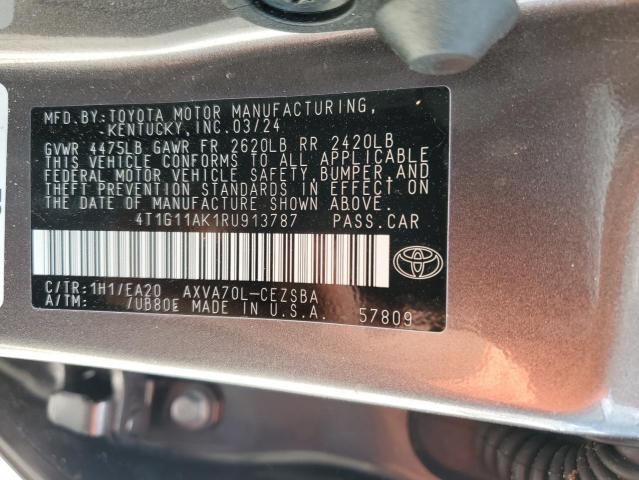 MFD.BY:TOYOTA MOTOR MANUFACTURING,
KENTUCKY,INC.03/24
GVWR 4475LB GAWR FR 2620LB RR 2420LB
THIS VEHICLE CONFORMS TO ALL APPLICABLE
FEDERAL MOTOR VEHICLE SAFETY,BUMPER,AND
THEFT PREVENTION STANDARDS IN EFFECT ON
THE DATE OF MANUFACTURE SHOWN ABOVE.
4T1G11AK1RU913787 PASS.CAR
C/TR:1H1/EA20 AXVA70L-CEZSBA
A/TM: /UB80E MADE IN U.S.A. 57809